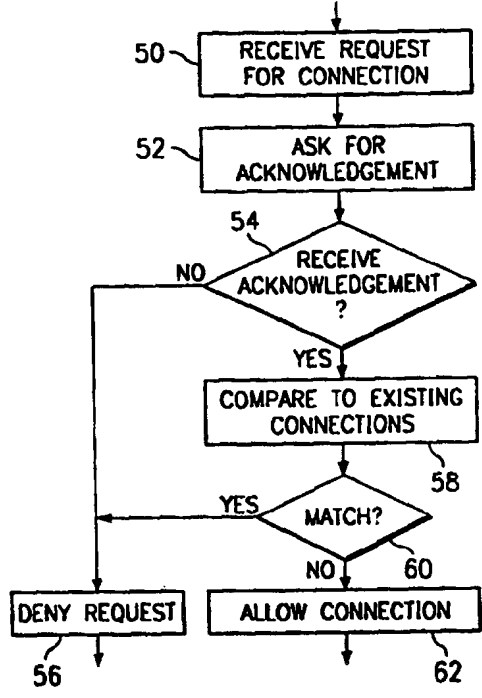 50
RECEIVE REQUEST
FOR CONNECTION
52
ASK FOR
ACKNOWLEDGEMENT
54
NO
RECEIVE
ACKNOWLEDGEMENT
?
YES
COMPARE TO EXISTING
CONNECTIONS
58
YES
MATCH?
60
NO
DENY REQUEST
ALLOW CONNECTION
56
62